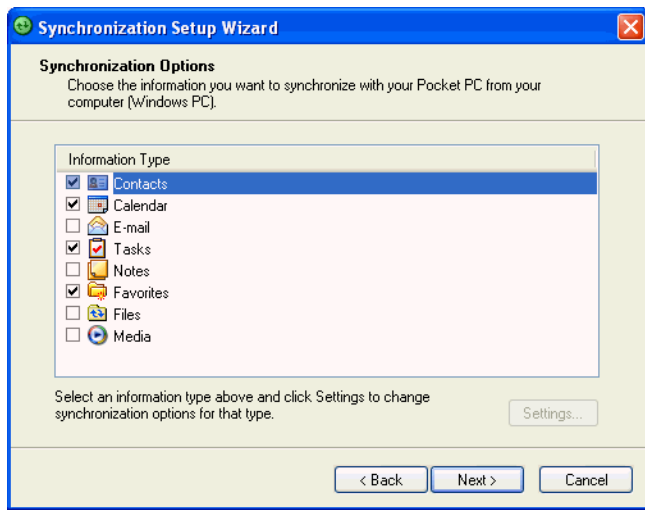 Synchronization Setup Wizard
Synchronization Options
Choose the information you want to synchronize with your Pocket PC from your
computer (Windows PC).
Information Type
Contacts
Calendar
E-mail
Tasks
Notes
Favorites
Files
Media
Select an information type above and click Settings to change
synchronization options for that type.
Settings...
< Back
Next >
Cancel